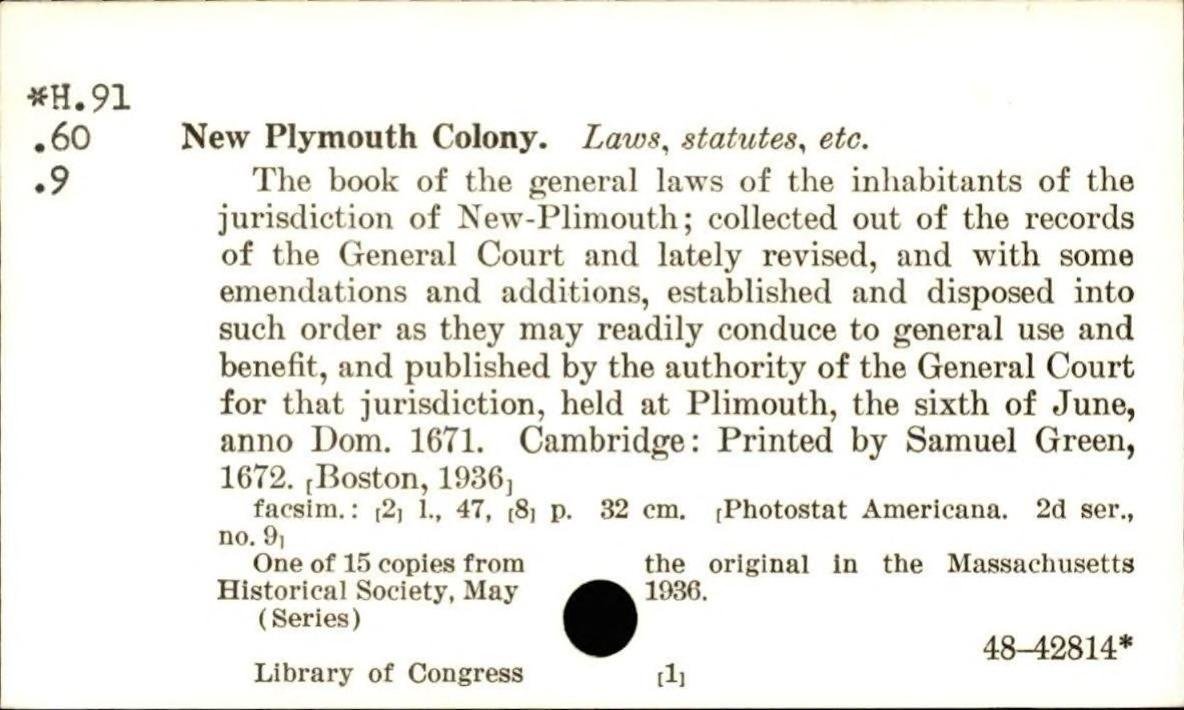 *H.91
.60 New Plymouth Colony. Laws, statutes, etc.
.9 The book of the general laws of the inhabitants of the
jurisdiction of New-Plimouth; collected out of the records
of the General Court and lately revised, and with some
emendations and additions, established and disposed into
such order as they may readily conduce to general use and
benefit, and published by the authority of the General Court
for that jurisdiction, held at Plimouth, the sixth of June,
anno Dom. 1671. Cambridge: Printed by Samuel Green,
1672. [Boston, 1936]
facsim.: [2] l., 47, [8] p. 32 cm. [Photostat Americana. 2d ser.,
no. 9]
One of 15 copies from the original in the Massachusetts
Historical Society, May 1936.
(Series)
48–42814*
Library of Congress [1]